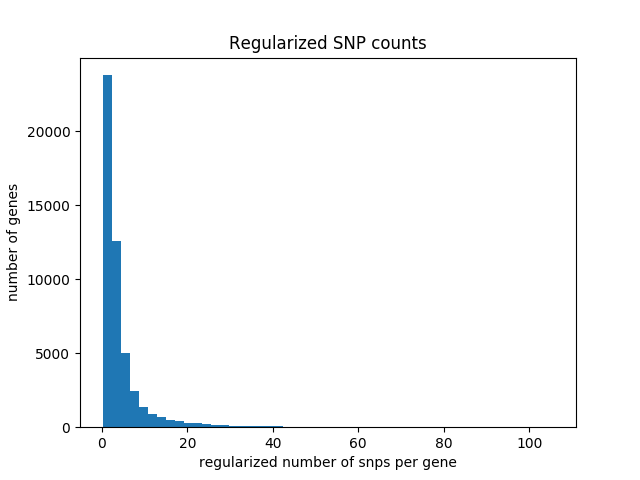 Regularized SNP counts
number of genes
20000
15000
10000
5000
0
0 20 40 60 80 100
regularized number of snps per gene